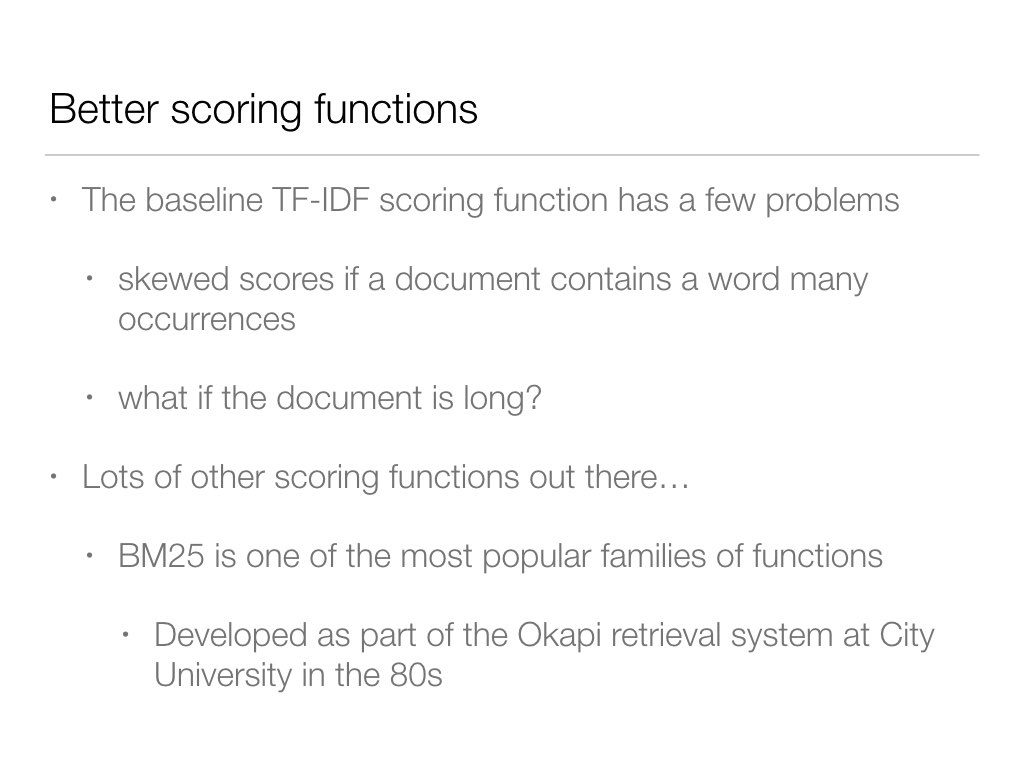 Better scoring functions
• The baseline TF-IDF scoring function has a few problems
• skewed scores if a document contains a word many
occurrences
• what if the document is long?
• Lots of other scoring functions out there…
• BM25 is one of the most popular families of functions
• Developed as part of the Okapi retrieval system at City
University in the 80s